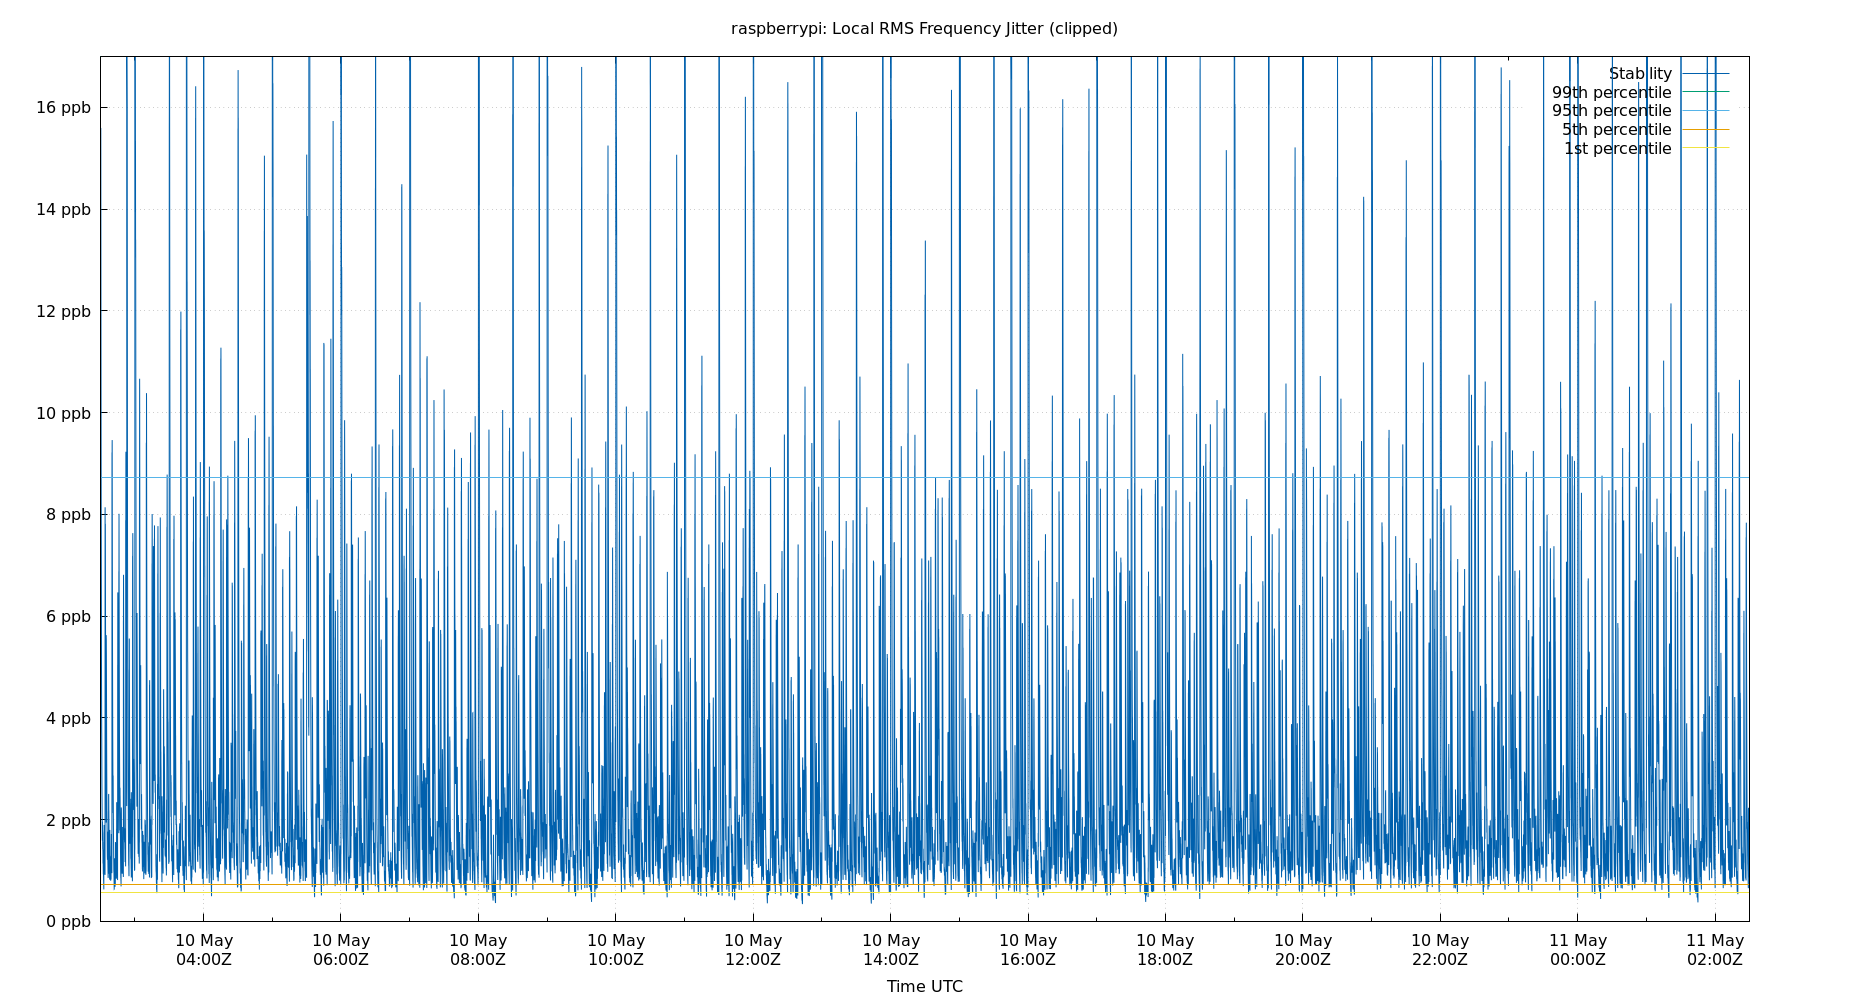 raspberrypi: Local RMS Frequency Jitter (clipped)
Stability
99th percentile
95th percentile
5th percentile
1st percentile
16 ppb
14 ppb
12 ppb
10 ppb
8 ppb
6 ppb
4 ppb
2 ppb
0 ppb
10 May 10 May 10 May 10 May 10 May 10 May 10 May 10 May 10 May 10 May 11 May 11 May
04:00Z 06:00Z 08:00Z 10:00Z 12:00Z 14:00Z 16:00Z 18:00Z 20:00Z 22:00Z 00:00Z 02:00Z
Time UTC